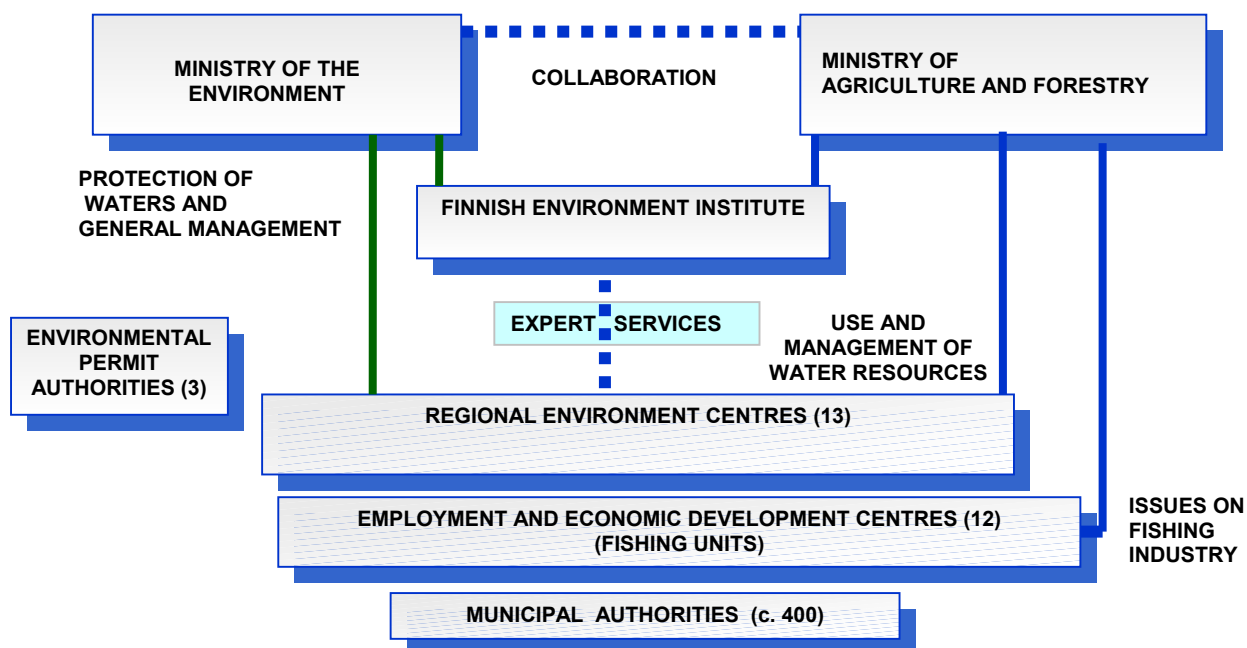 MINISTRY OF THE
ENVIRONMENT
COLLABORATION
MINISTRY OF
AGRICULTURE AND FORESTRY
PROTECTION OF
WATERS AND
GENERAL MANAGEMENT
FINNISH ENVIRONMENT INSTITUTE
EXPERT SERVICES
USE AND
MANAGEMENT OF
WATER RESOURCES
ENVIRONMENTAL
PERMIT
AUTHORITIES (3)
REGIONAL ENVIRONMENT CENTRES (13)
EMPLOYMENT AND ECONOMIC DEVELOPMENT CENTRES (12)
(FISHING UNITS)
ISSUES ON
FISHING
INDUSTRY
MUNICIPAL AUTHORITIES (c. 400)